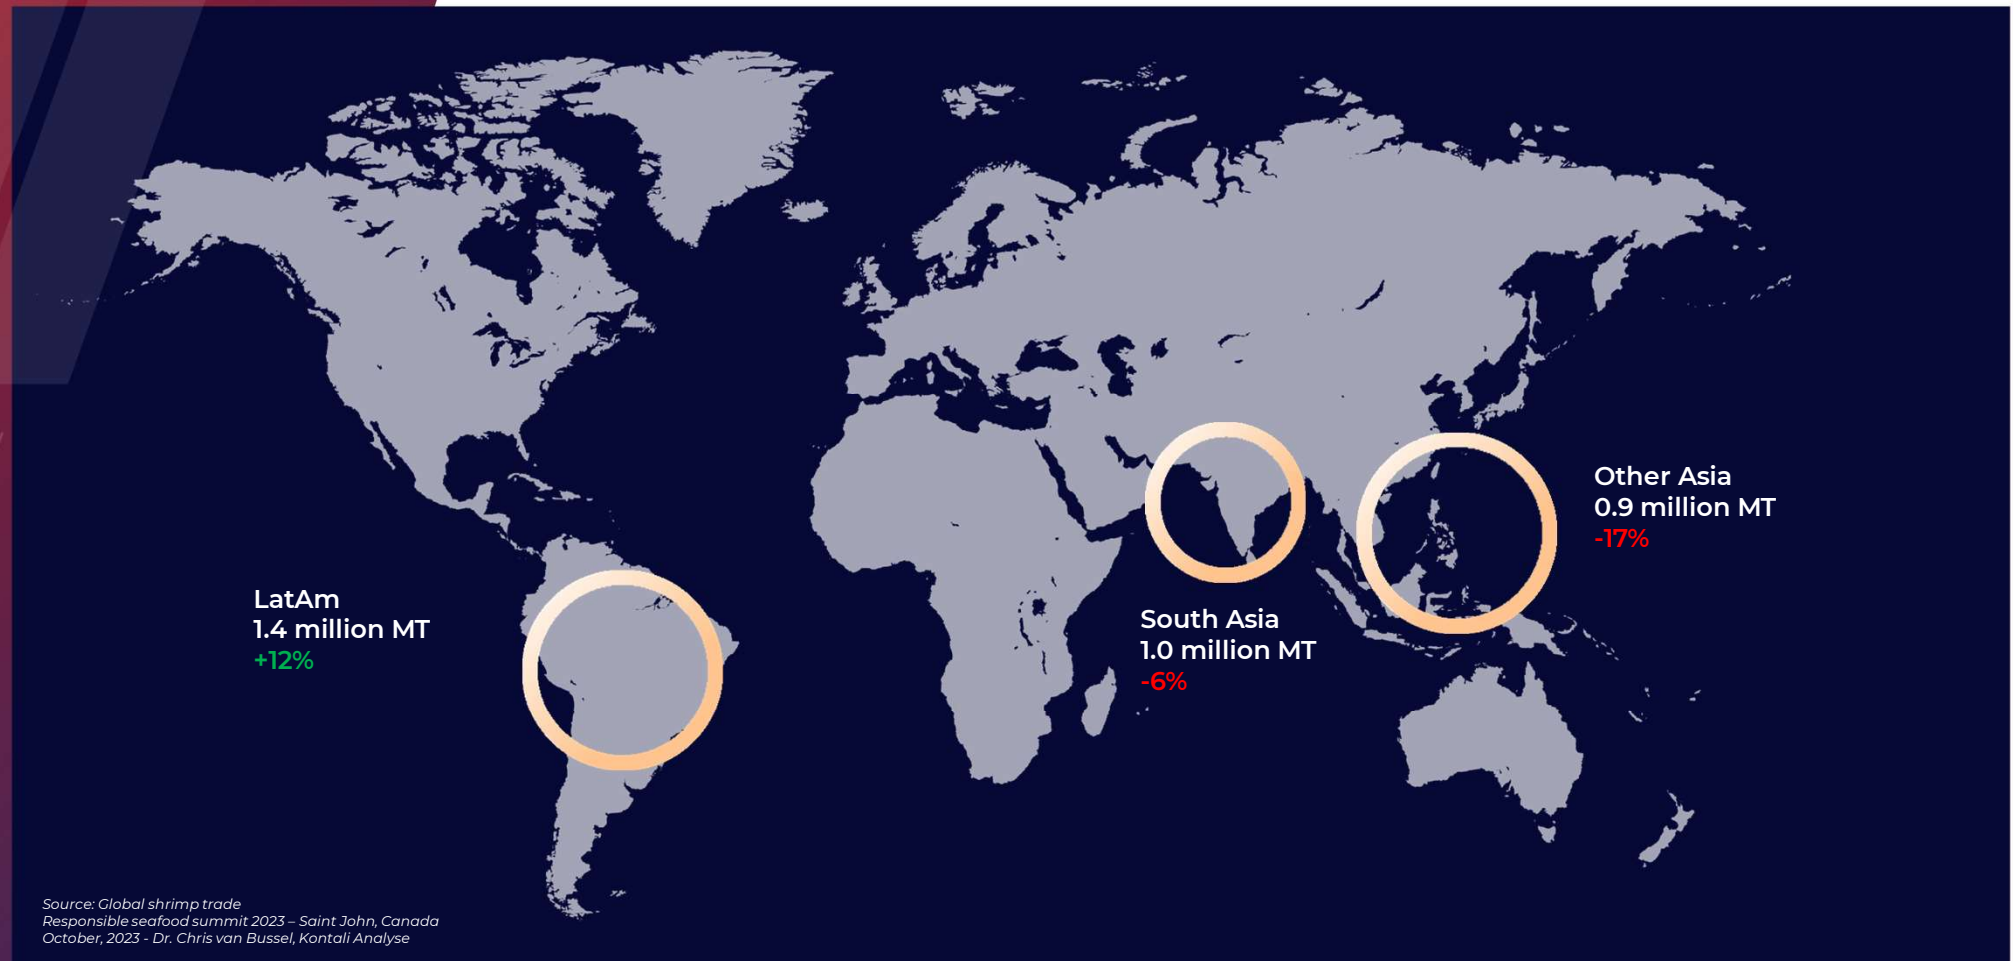 LatAm
1.4 million MT
+12%
South Asia
1.0 million MT
-6%
Other Asia
0.9 million MT
-17%
Source: Global shrimp trade
Responsible seafood summit 2023 – Saint John, Canada
October, 2023 - Dr. Chris van Bussel, Kontali Analyse